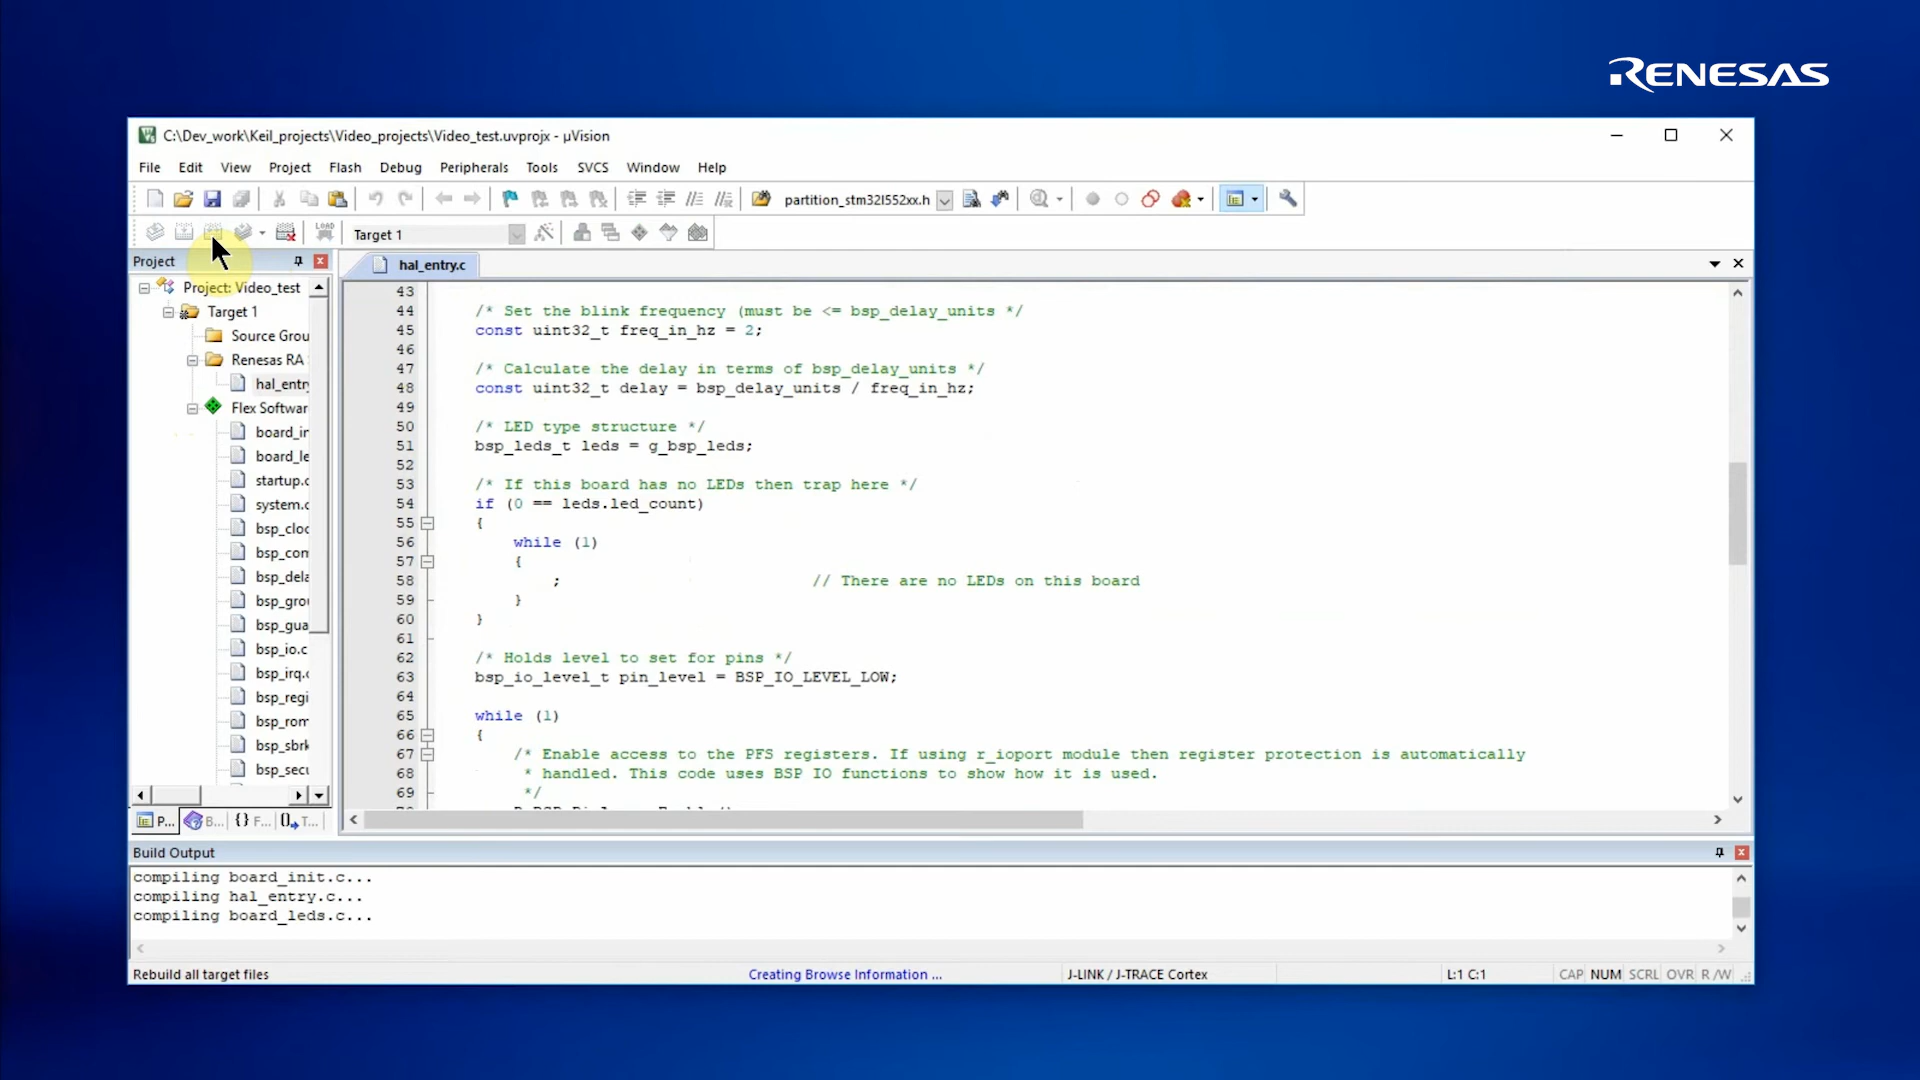 RENESAS
C:\Dev_work\Keil_projects\Video_projects\Video_test.uvprojx - µVision
File Edit View Project Flash Debug Peripherals Tools SVCS Window Help
partition_stm32l552xx.h
LOAD Target 1
Project
Project: Video_test
Target 1
Source Grou
Renesas RA
hal_entry
Flex Softwar
board_in
board_le
startup.c
system.c
bsp_cloc
bsp_com
bsp_dela
bsp_grou
bsp_gua
bsp_io.c
bsp_irq.c
bsp_regi
bsp_rom
bsp_sbrk
bsp_secu
P... B... {} F... 0, T...
hal_entry.c
43
44 /* Set the blink frequency (must be <= bsp_delay_units */
45 const uint32_t freq_in_hz = 2;
46
47 /* Calculate the delay in terms of bsp_delay_units */
48 const uint32_t delay = bsp_delay_units / freq_in_hz;
49
50 /* LED type structure */
51 bsp_leds_t leds = g_bsp_leds;
52
53 /* If this board has no LEDs then trap here */
54 if (0 == leds.led_count)
55 {
56 while (1)
57 {
58 ; // There are no LEDs on this board
59 }
60 }
61
62 /* Holds level to set for pins */
63 bsp_io_level_t pin_level = BSP_IO_LEVEL_LOW;
64
65 while (1)
66 {
67 /* Enable access to the PFS registers. If using r_ioport module then register protection is automatically
68 * handled. This code uses BSP IO functions to show how it is used.
69 */
Build Output
compiling board_init.c...
compiling hal_entry.c...
compiling board_leds.c...
Rebuild all target files Creating Browse Information ... J-LINK / J-TRACE Cortex L:1 C:1 CAP NUM SCRL OVR R/W